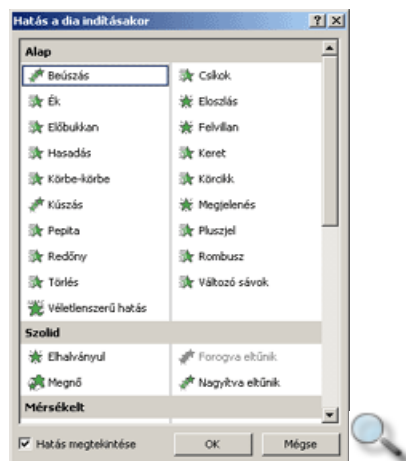 Hatás a dia indításakor
Alap
Beúszás Csíkok
Ék Eloszlás
Előbukkan Felvillan
Hasadás Keret
Körbe-körbe Körcikk
Kúszás Megjelenés
Pepita Pluszjel
Redőny Rombusz
Törlés Változó sávok
Véletlenszerű hatás
Szolid
Elhalványul Forogva eltűnik
Megnő Nagyítva eltűnik
Mérsékelt
Hatás megtekintése OK Mégse